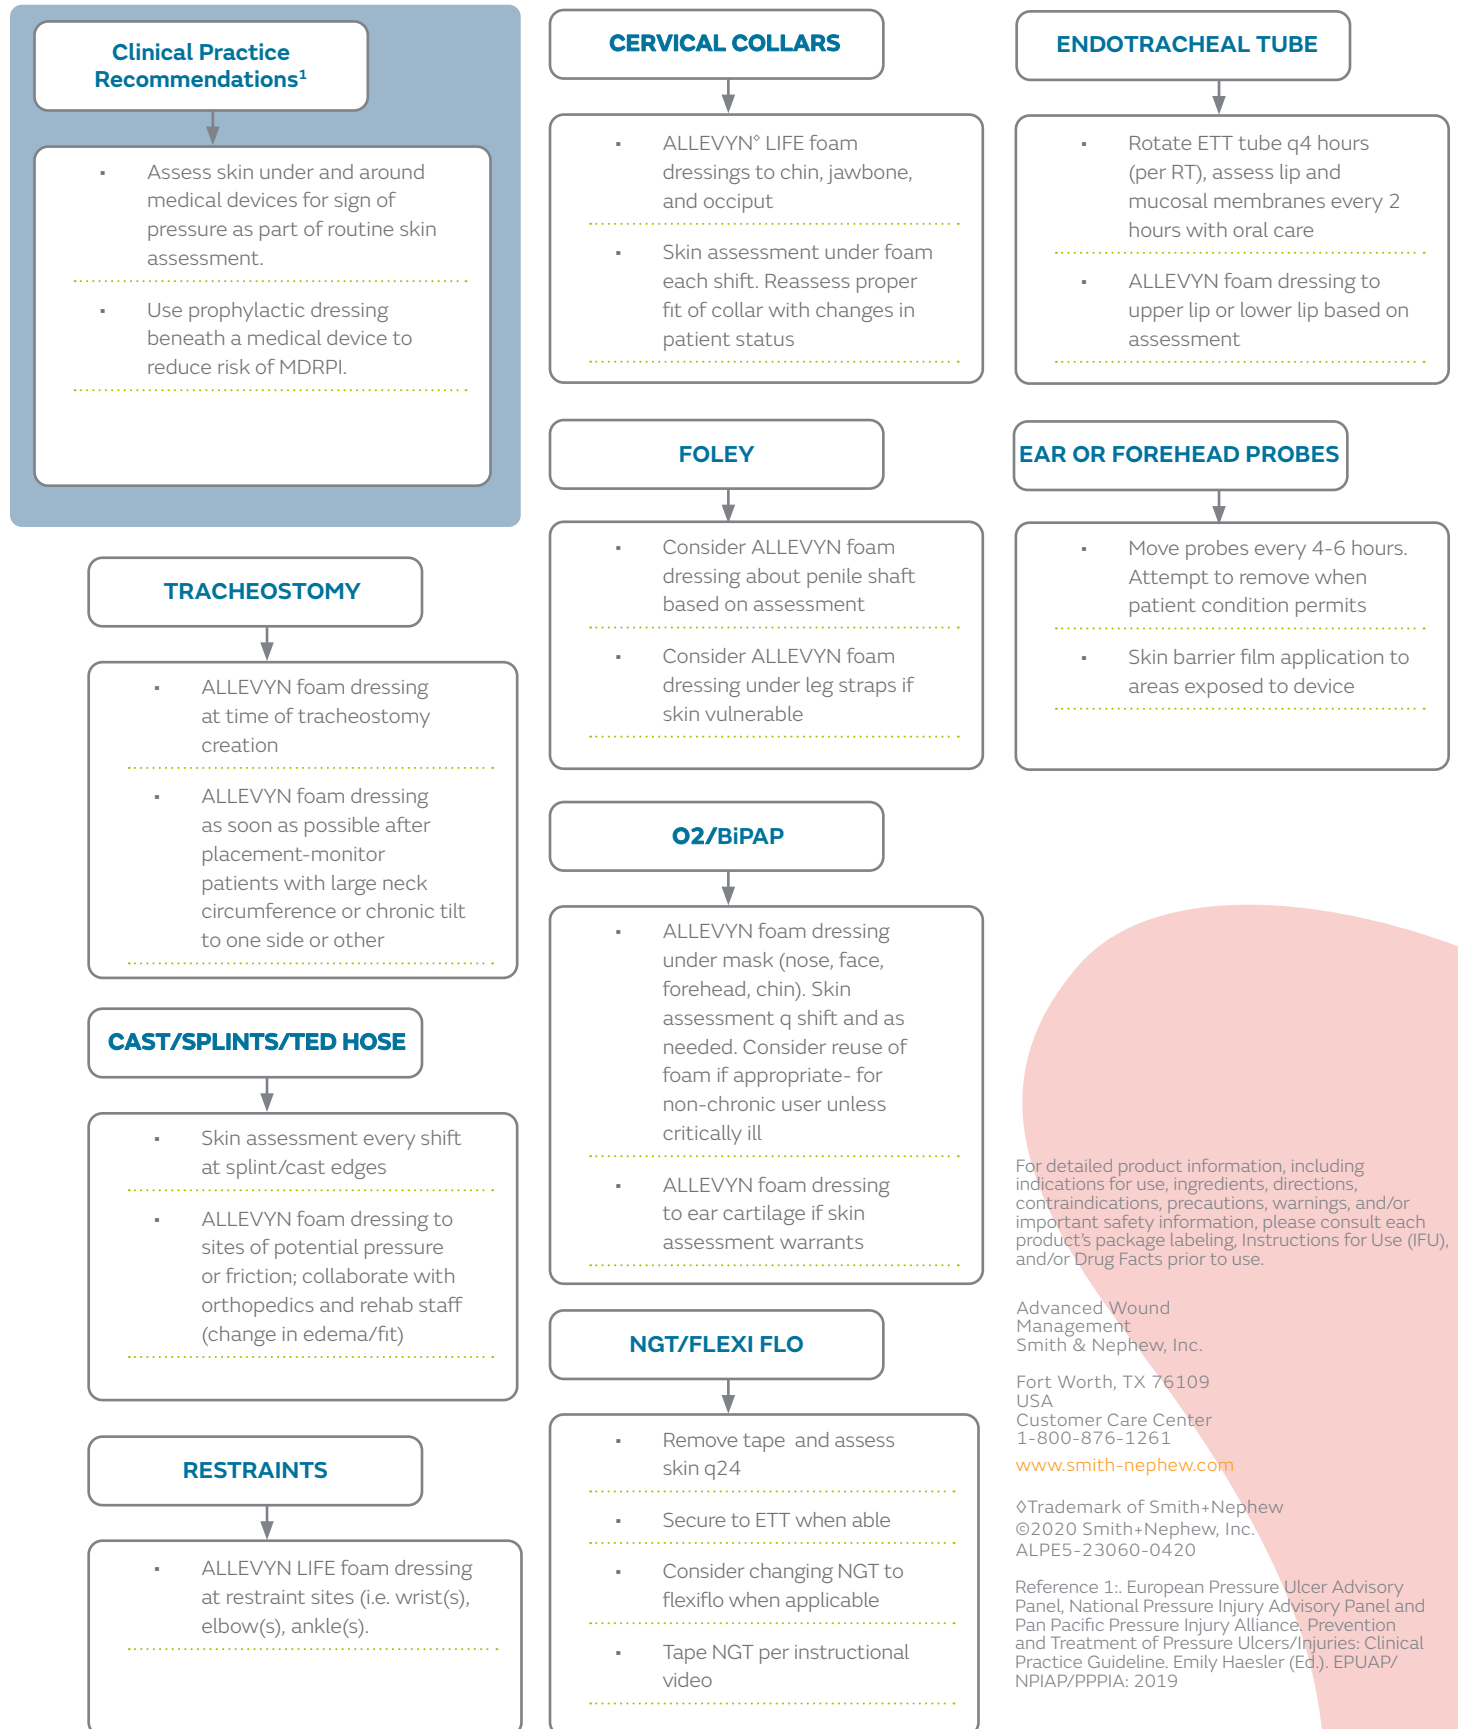 Clinical Practice
Recommendations¹
▪ Assess skin under and around
medical devices for sign of
pressure as part of routine skin
assessment.
▪ Use prophylactic dressing
beneath a medical device to
reduce risk of MDRPI.
TRACHEOSTOMY
▪ ALLEVYN foam dressing
at time of tracheostomy
creation
▪ ALLEVYN foam dressing
as soon as possible after
placement-monitor
patients with large neck
circumference or chronic tilt
to one side or other
CAST/SPLINTS/TED HOSE
▪ Skin assessment every shift
at splint/cast edges
▪ ALLEVYN foam dressing to
sites of potential pressure
or friction; collaborate with
orthopedics and rehab staff
(change in edema/fit)
RESTRAINTS
▪ ALLEVYN LIFE foam dressing
at restraint sites (i.e. wrist(s),
elbow(s), ankle(s).
CERVICAL COLLARS
▪ ALLEVYN◊ LIFE foam
dressings to chin, jawbone,
and occiput
▪ Skin assessment under foam
each shift. Reassess proper
fit of collar with changes in
patient status
FOLEY
▪ Consider ALLEVYN foam
dressing about penile shaft
based on assessment
▪ Consider ALLEVYN foam
dressing under leg straps if
skin vulnerable
O2/BiPAP
▪ ALLEVYN foam dressing
under mask (nose, face,
forehead, chin). Skin
assessment q shift and as
needed. Consider reuse of
foam if appropriate- for
non-chronic user unless
critically ill
▪ ALLEVYN foam dressing
to ear cartilage if skin
assessment warrants
NGT/FLEXI FLO
▪ Remove tape and assess
skin q24
▪ Secure to ETT when able
▪ Consider changing NGT to
flexiflo when applicable
▪ Tape NGT per instructional
video
ENDOTRACHEAL TUBE
▪ Rotate ETT tube q4 hours
(per RT), assess lip and
mucosal membranes every 2
hours with oral care
▪ ALLEVYN foam dressing to
upper lip or lower lip based on
assessment
EAR OR FOREHEAD PROBES
▪ Move probes every 4-6 hours.
Attempt to remove when
patient condition permits
▪ Skin barrier film application to
areas exposed to device
For detailed product information, including
indications for use, ingredients, directions,
contraindications, precautions, warnings, and/or
important safety information, please consult each
product's package labeling, Instructions for Use (IFU),
and/or Drug Facts prior to use.
Advanced Wound
Management
Smith & Nephew, Inc.
Fort Worth, TX 76109
USA
Customer Care Center
1-800-876-1261
www.smith-nephew.com
◊Trademark of Smith+Nephew
©2020 Smith+Nephew, Inc.
ALPE5-23060-0420
Reference 1:. European Pressure Ulcer Advisory
Panel, National Pressure Injury Advisory Panel and
Pan Pacific Pressure Injury Alliance. Prevention
and Treatment of Pressure Ulcers/Injuries: Clinical
Practice Guideline. Emily Haesler (Ed.). EPUAP/
NPIAP/PPPIA: 2019